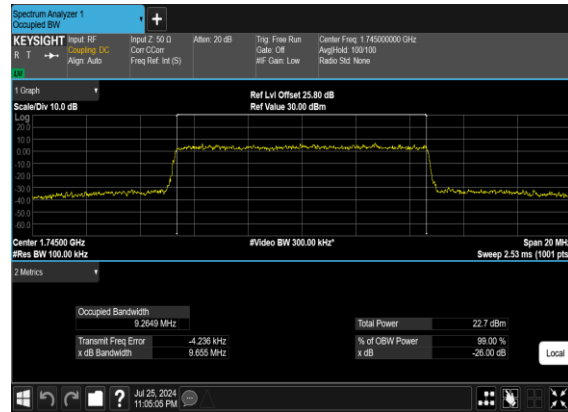 Spectrum Analyzer 1
Occupied BW
+
KEYSIGHT Input: RF Input Z: 50 Ω Atten: 20 dB Trig: Free Run Center Freq: 1.745000000 GHz
R T Coupling: DC Corr CCorr Gate: Off Avg|Hold: 100/100
Align: Auto Freq Ref: Int (S) #IF Gain: Low Radio Std: None
LXI
1 Graph
Ref Lvl Offset 25.80 dB
Scale/Div 10.0 dB Ref Value 30.00 dBm
Log
20.0
10.0
0.00
-10.0
-20.0
-30.0
-40.0
-50.0
-60.0
Center 1.74500 GHz #Video BW 300.00 kHz* Span 20 MHz
#Res BW 100.00 kHz Sweep 2.53 ms (1001 pts)
2 Metrics
Occupied Bandwidth
9.2649 MHz Total Power 22.7 dBm
Transmit Freq Error -4.236 kHz % of OBW Power 99.00 %
x dB Bandwidth 9.655 MHz x dB -26.00 dB
Local
? Jul 25, 2024
11:05:05 PM